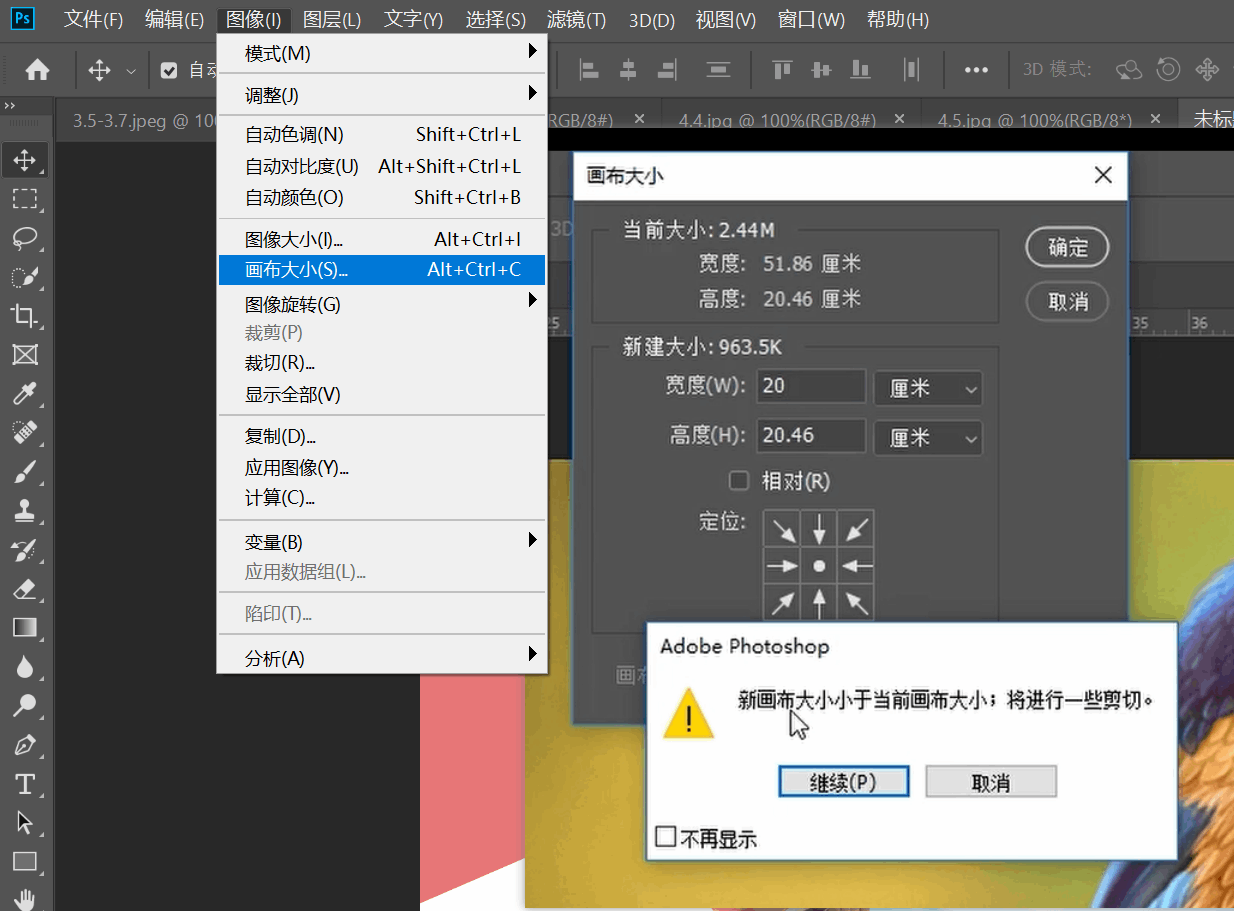 Ps 文件(F) 编辑(E) 图像(I) 图层(L) 文字(Y) 选择(S) 滤镜(T) 3D(D) 视图(V) 窗口(W) 帮助(H)
自动
3D 模式:
3.5-3.7.jpeg @ 100
RGB/8#) ×
4.4.jpg @ 100%(RGB/8#) ×
4.5.jpg @ 100%(RGB/8*) ×
模式(M)
调整(J)
自动色调(N) Shift+Ctrl+L
自动对比度(U) Alt+Shift+Ctrl+L
自动颜色(O) Shift+Ctrl+B
图像大小(I)... Alt+Ctrl+I
画布大小(S)... Alt+Ctrl+C
图像旋转(G)
裁剪(P)
裁切(R)...
显示全部(V)
复制(D)...
应用图像(Y)...
计算(C)...
变量(B)
应用数据组(L)...
陷印(T)...
分析(A)
3D
35 36
画布大小
当前大小: 2.44M
宽度: 51.86 厘米
高度: 20.46 厘米
确定
取消
新建大小: 963.5K
宽度(W): 20 厘米
高度(H): 20.46 厘米
相对(R)
定位:
Adobe Photoshop
新画布大小小于当前画布大小；将进行一些剪切。
继续(P)
取消
不再显示
T